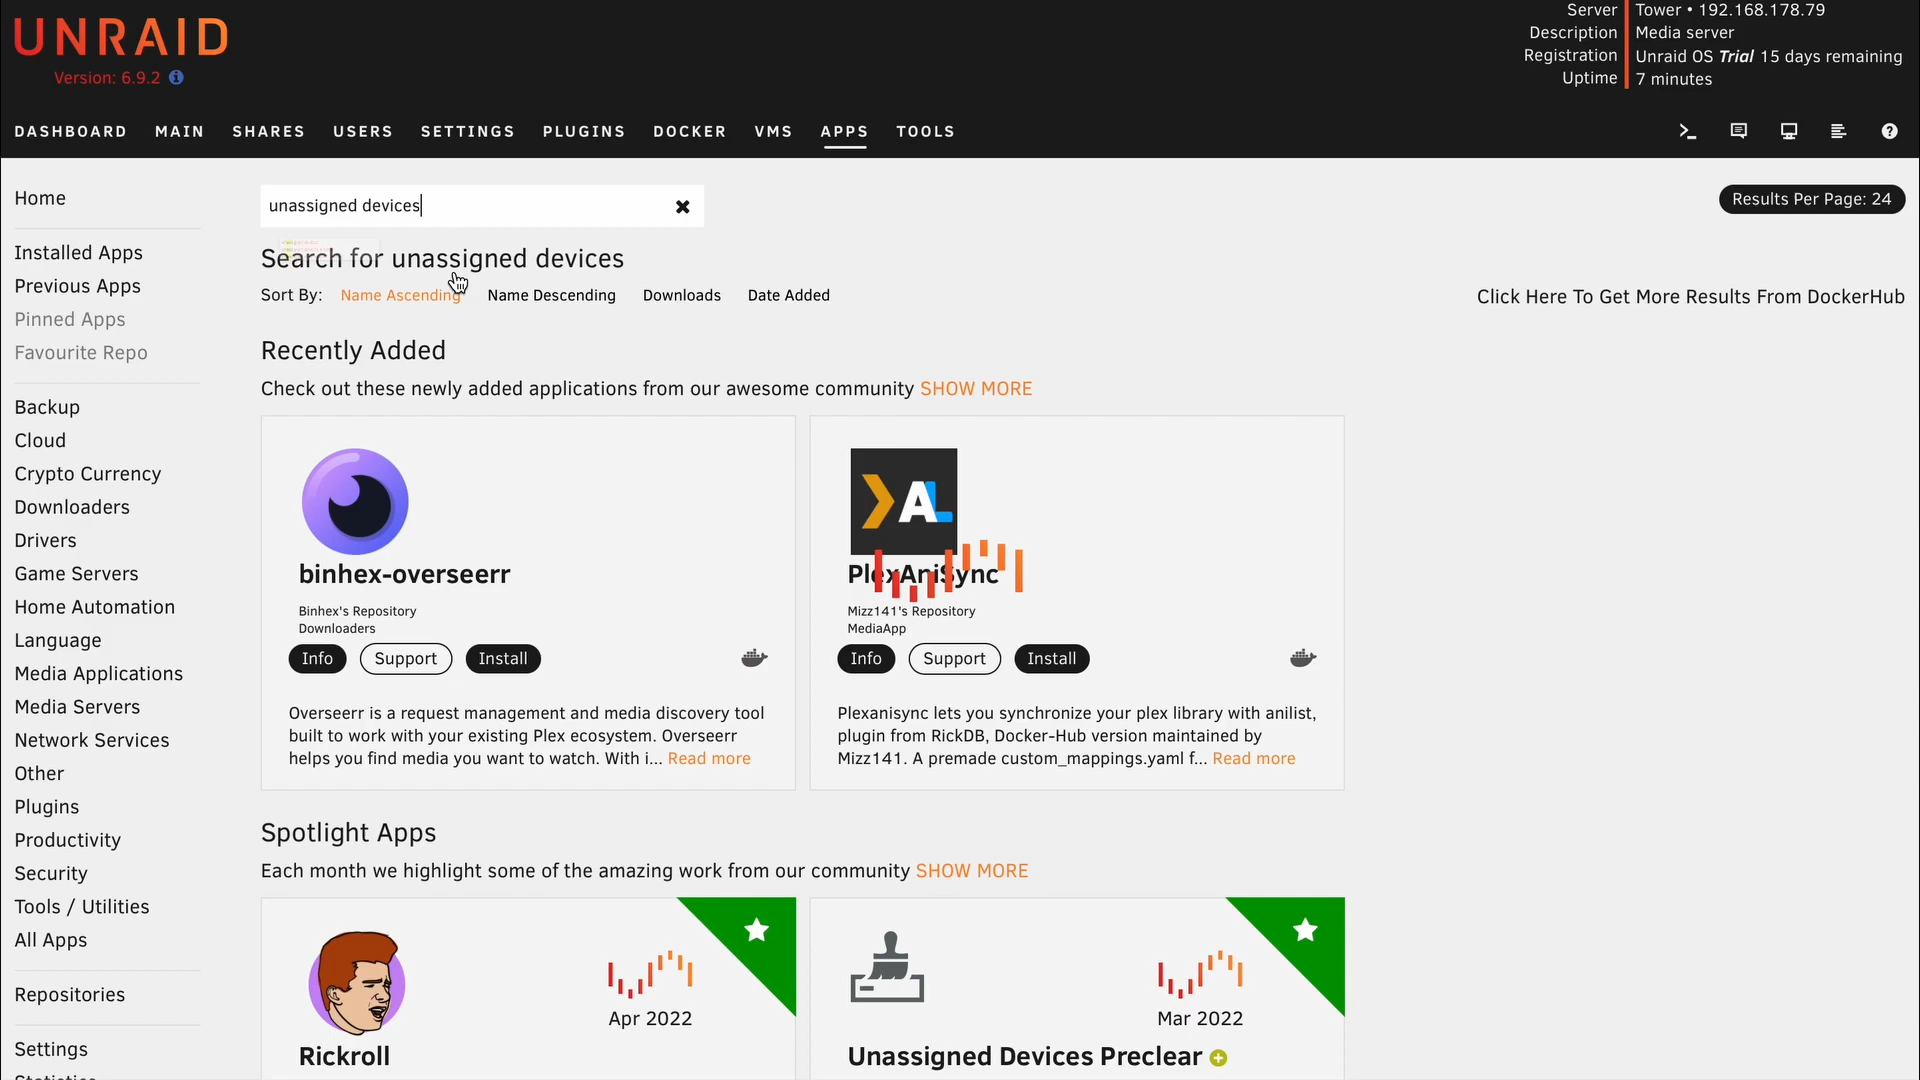 UNRAID
Version: 6.9.2
Server
Tower • 192.168.178.79
Description
Media server
Registration
Unraid OS Trial 15 days remaining
Uptime
7 minutes
DASHBOARD MAIN SHARES USERS SETTINGS PLUGINS DOCKER VMS APPS TOOLS
Home
Installed Apps
Previous Apps
Pinned Apps
Favourite Repo
Backup
Cloud
Crypto Currency
Downloaders
Drivers
Game Servers
Home Automation
Language
Media Applications
Media Servers
Network Services
Other
Plugins
Productivity
Security
Tools / Utilities
All Apps
Repositories
Settings
unassigned devices
Results Per Page: 24
Search for unassigned devices
Sort By: Name Ascending Name Descending Downloads Date Added
Click Here To Get More Results From DockerHub
Recently Added
Check out these newly added applications from our awesome community SHOW MORE
binhex-overseerr
Binhex's Repository
Downloaders
Info Support Install
Overseerr is a request management and media discovery tool
built to work with your existing Plex ecosystem. Overseerr
helps you find media you want to watch. With i... Read more
AL
PlexAniSync
Mizz141's Repository
MediaApp
Info Support Install
Plexanisync lets you synchronize your plex library with anilist,
plugin from RickDB, Docker-Hub version maintained by
Mizz141. A premade custom_mappings.yaml f... Read more
Spotlight Apps
Each month we highlight some of the amazing work from our community SHOW MORE
Apr 2022
Rickroll
Mar 2022
Unassigned Devices Preclear